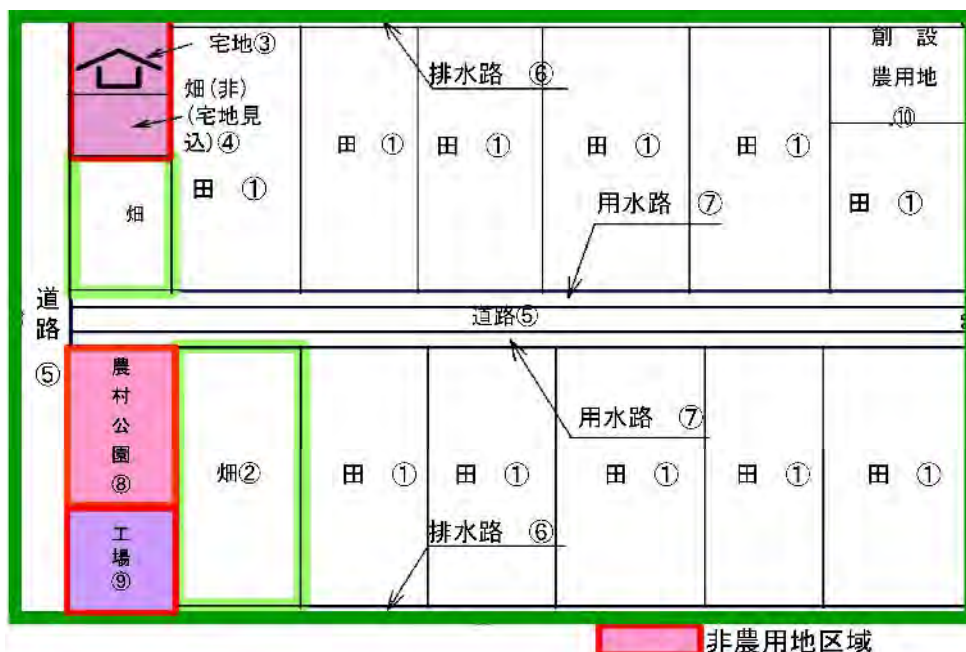 宅地③
畑(非)
(宅地見
込)④
畑
田 ①
排水路 ⑥
田 ①
田 ①
田 ①
田 ①
用水路 ⑦
創 設
農用地
⑩
田 ①
道路⑤
道路⑤
農村公園⑧
工場⑨
畑②
用水路 ⑦
田 ①
田 ①
田 ①
田 ①
田 ①
排水路 ⑥
非農用地区域